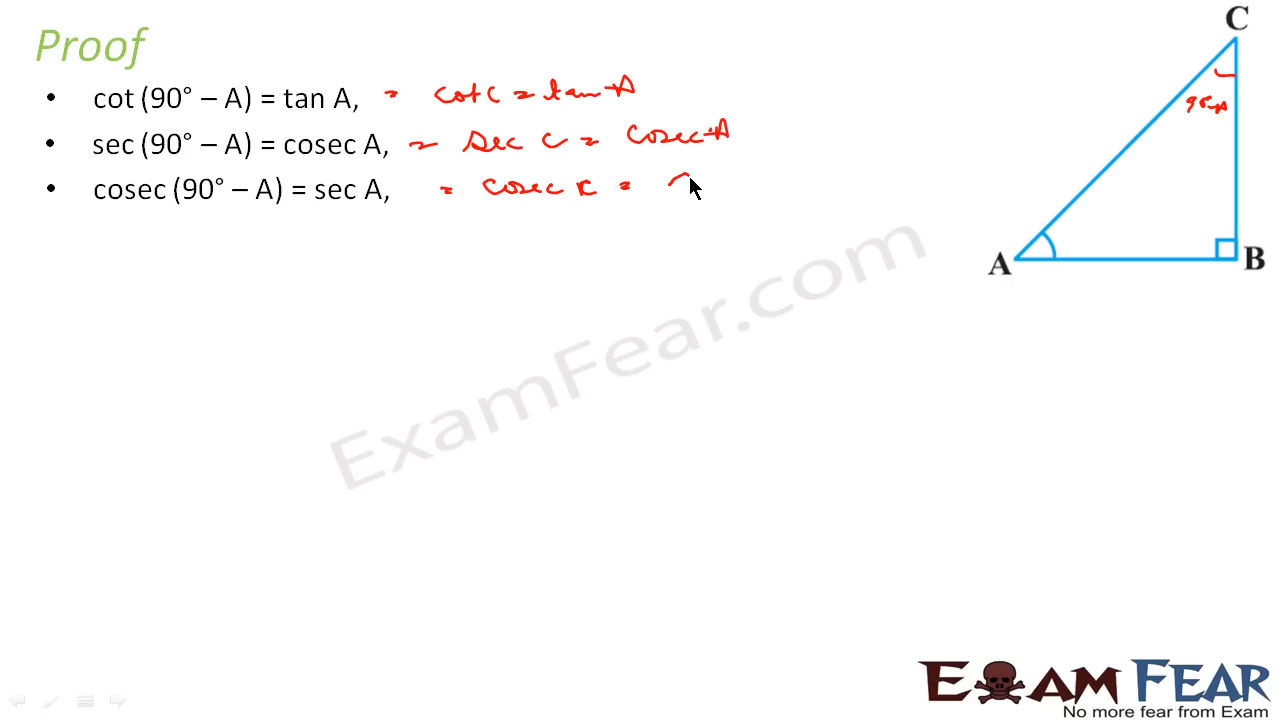 Proof
C
• cot (90° – A) = tan A, = cot C = tan A
90-A
• sec (90° – A) = cosec A, = sec C = cosec A
• cosec (90° – A) = sec A, = cosec C =
A
B
ExamFear.com
EXAM FEAR
No more fear from Exam